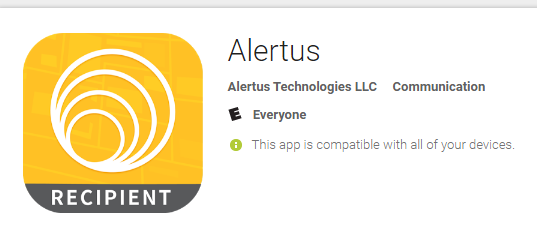 Alertus
Alertus Technologies LLC Communication
E Everyone
This app is compatible with all of your devices.
RECIPIENT